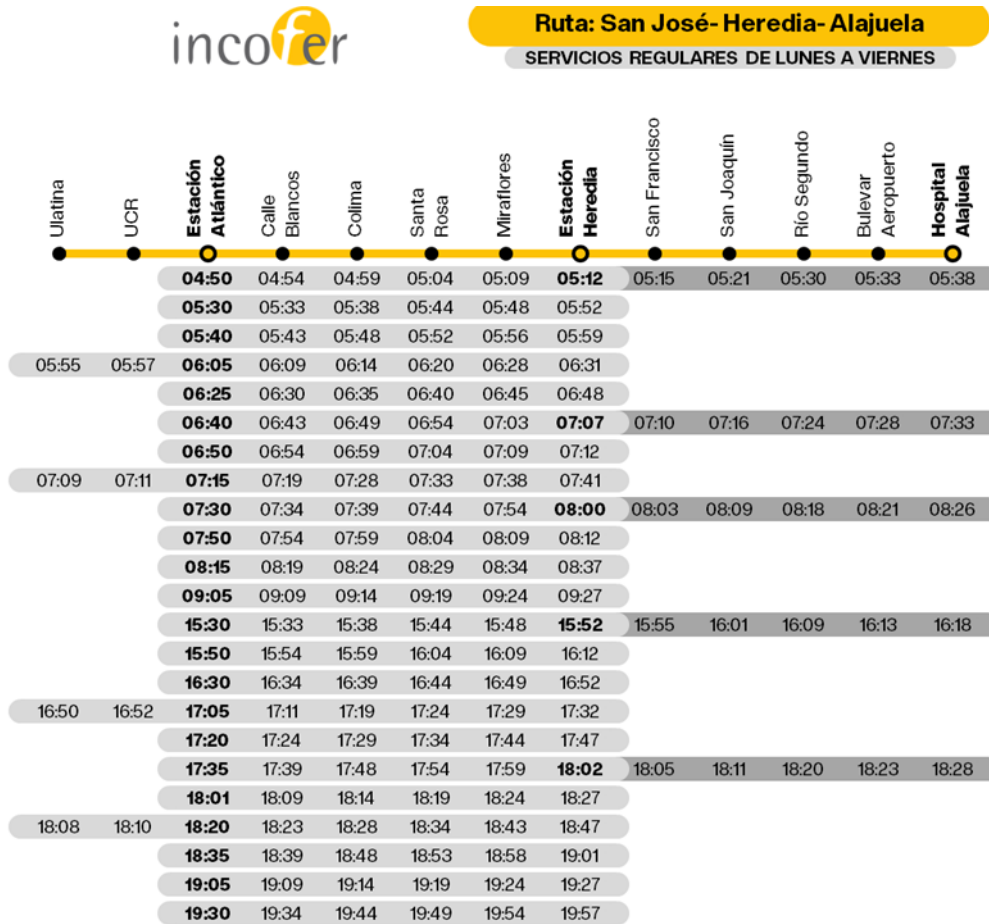 incofer
Ruta: San José- Heredia- Alajuela
SERVICIOS REGULARES DE LUNES A VIERNES
Ulatina UCR Estación Atlántico Calle Blancos Colima Santa Rosa Miraflores Estación Heredia San Francisco San Joaquín Río Segundo Bulevar Aeropuerto Hospital Alajuela
04:50 04:54 04:59 05:04 05:09 05:12 05:15 05:21 05:30 05:33 05:38
05:30 05:33 05:38 05:44 05:48 05:52
05:40 05:43 05:48 05:52 05:56 05:59
05:55 05:57 06:05 06:09 06:14 06:20 06:28 06:31
06:25 06:30 06:35 06:40 06:45 06:48
06:40 06:43 06:49 06:54 07:03 07:07 07:10 07:16 07:24 07:28 07:33
06:50 06:54 06:59 07:04 07:09 07:12
07:09 07:11 07:15 07:19 07:28 07:33 07:38 07:41
07:30 07:34 07:39 07:44 07:54 08:00 08:03 08:09 08:18 08:21 08:26
07:50 07:54 07:59 08:04 08:09 08:12
08:15 08:19 08:24 08:29 08:34 08:37
09:05 09:09 09:14 09:19 09:24 09:27
15:30 15:33 15:38 15:44 15:48 15:52 15:55 16:01 16:09 16:13 16:18
15:50 15:54 15:59 16:04 16:09 16:12
16:30 16:34 16:39 16:44 16:49 16:52
16:50 16:52 17:05 17:11 17:19 17:24 17:29 17:32
17:20 17:24 17:29 17:34 17:44 17:47
17:35 17:39 17:48 17:54 17:59 18:02 18:05 18:11 18:20 18:23 18:28
18:01 18:09 18:14 18:19 18:24 18:27
18:08 18:10 18:20 18:23 18:28 18:34 18:43 18:47
18:35 18:39 18:48 18:53 18:58 19:01
19:05 19:09 19:14 19:19 19:24 19:27
19:30 19:34 19:44 19:49 19:54 19:57